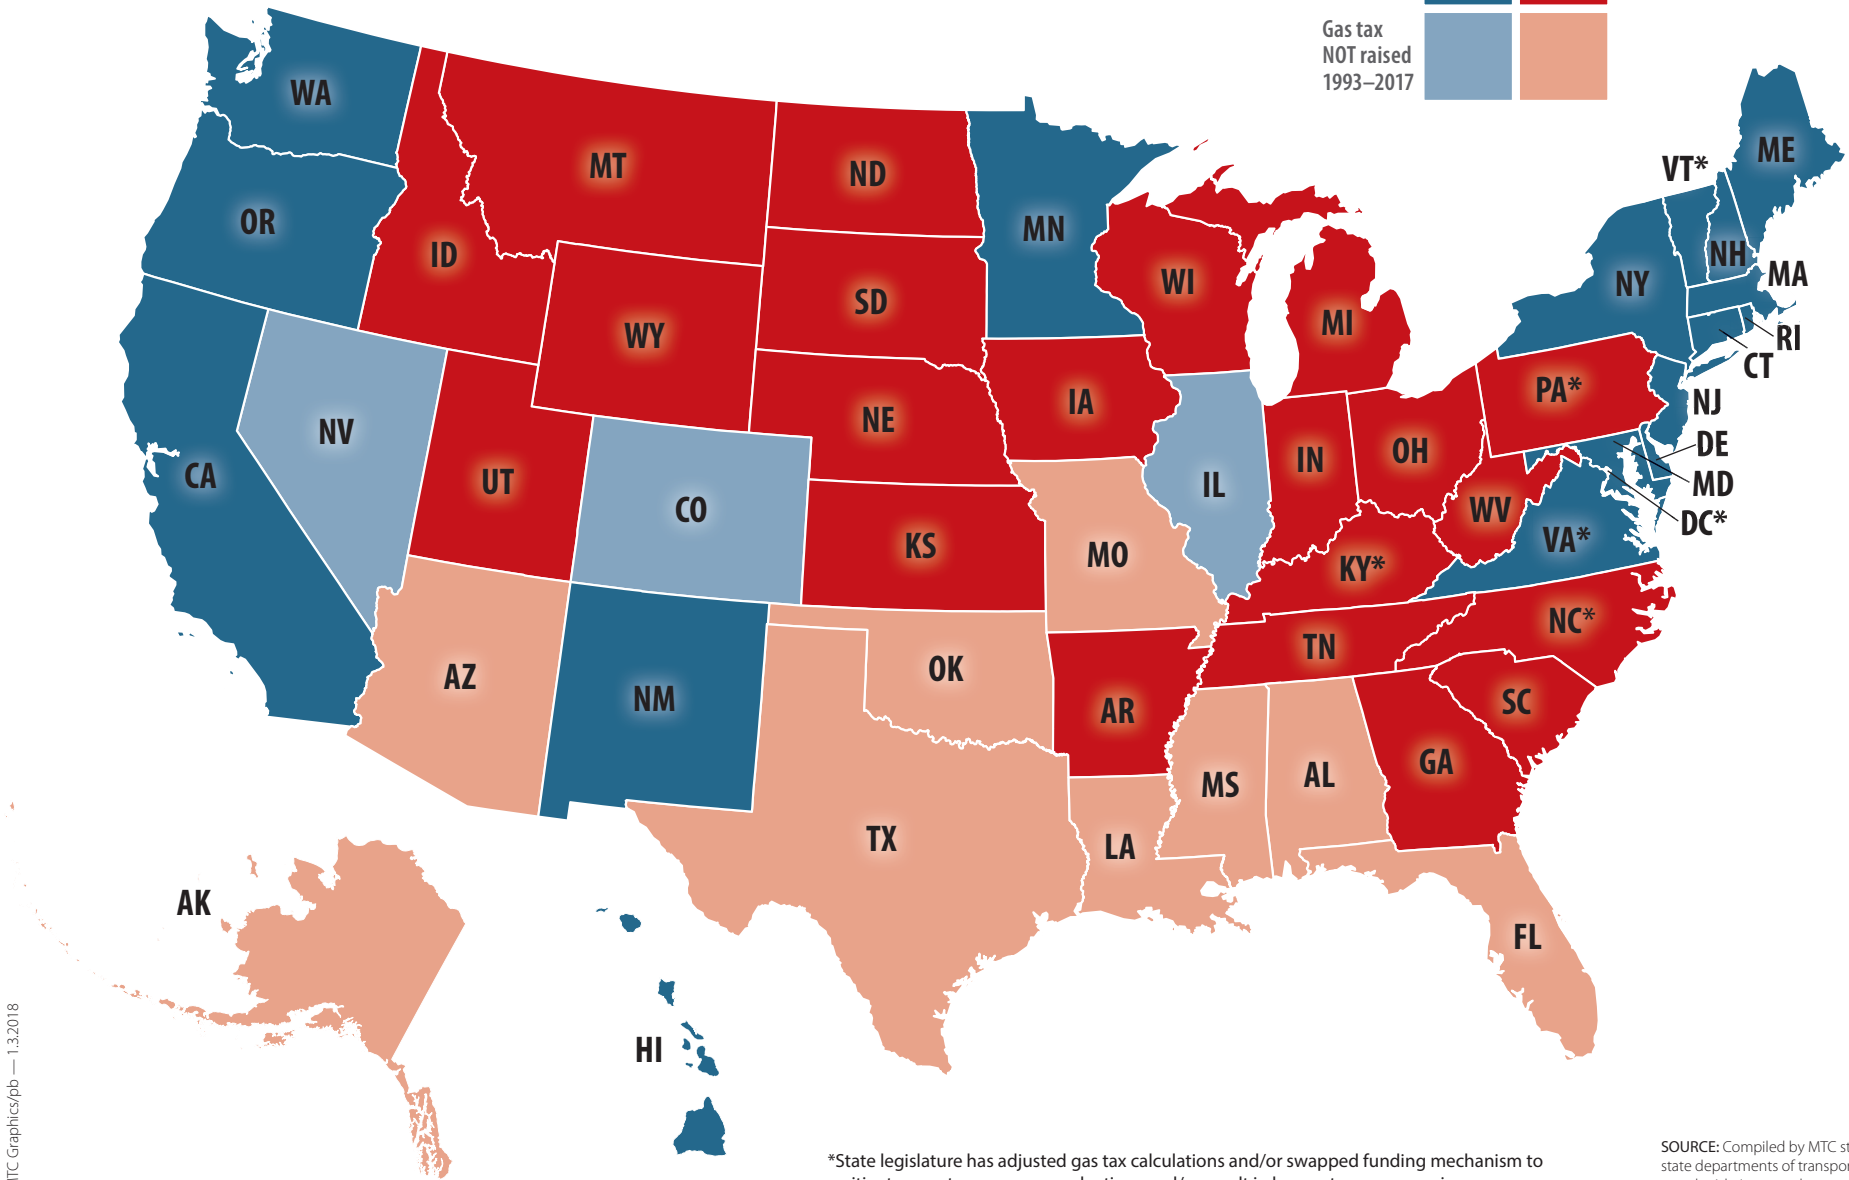 Gas tax
NOT raised
1993–2017
WA
MT
ND
MN
ME
VT*
OR
ID
NH
WI
MA
NY
SD
WY
MI
RI
CT
PA*
IA
NJ
NE
NV
DE
OH
IN
CA
UT
IL
MD
CO
WV
DC*
VA*
KS
MO
KY*
NC*
TN
OK
AZ
NM
SC
AR
GA
AL
MS
TX
LA
AK
FL
HI
ITC Graphics/pb — 1.3.2018
*State legislature has adjusted gas tax calculations and/or swapped funding mechanism to
SOURCE: Compiled by MTC st
state departments of transpor